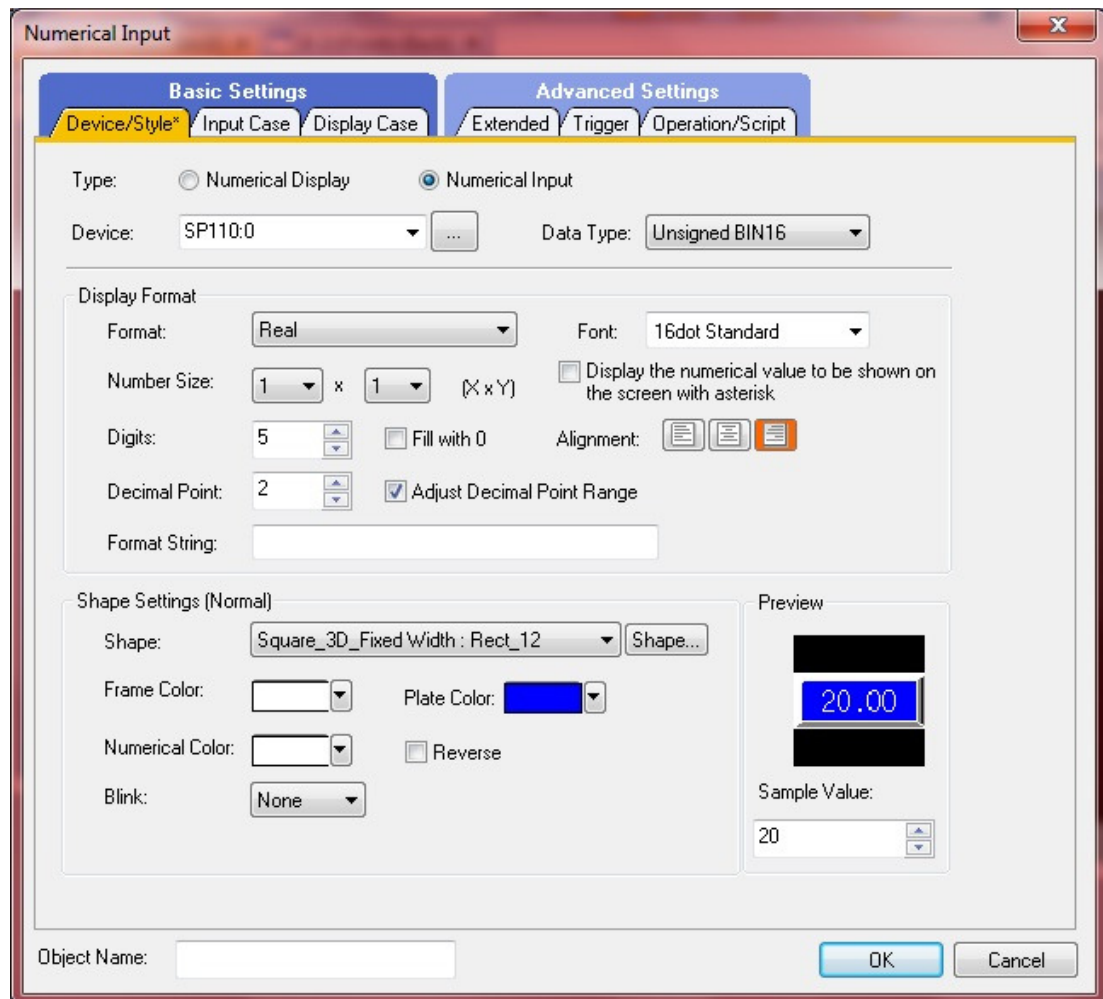 Numerical Input
Basic Settings Advanced Settings
Device/Style* Input Case Display Case Extended Trigger Operation/Script
Type: Numerical Display Numerical Input
Device: SP110:0 ... Data Type: Unsigned BIN16
Display Format
Format: Real Font: 16dot Standard
Number Size: 1 x 1 (X x Y) Display the numerical value to be shown on
the screen with asterisk
Digits: 5 Fill with 0 Alignment:
Decimal Point: 2 Adjust Decimal Point Range
Format String:
Shape Settings (Normal) Preview
Shape: Square_3D_Fixed Width : Rect_12 Shape...
Frame Color: Plate Color: 20.00
Numerical Color: Reverse
Blink: None Sample Value:
20
Object Name: OK Cancel